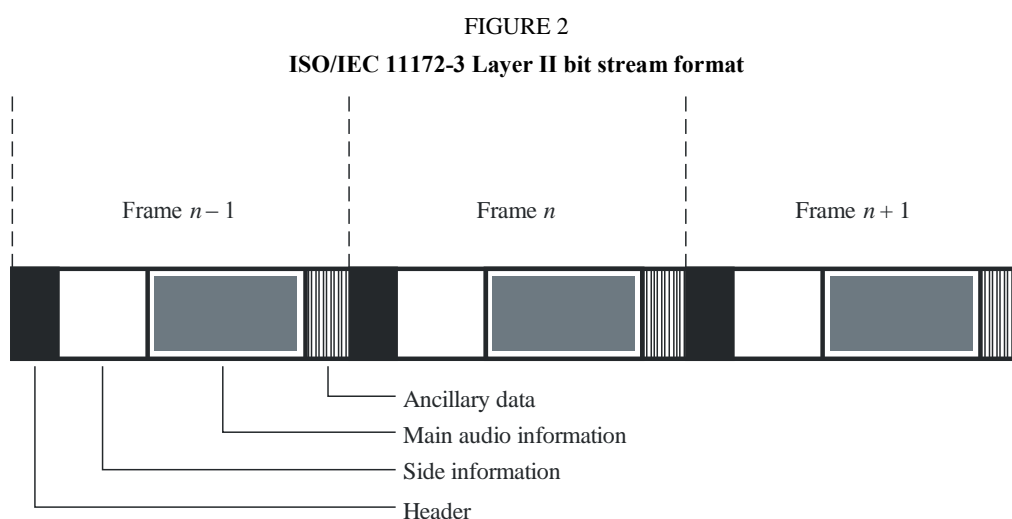 FIGURE 2
ISO/IEC 11172-3 Layer II bit stream format
Frame n – 1
Frame n
Frame n + 1
Ancillary data
Main audio information
Side information
Header